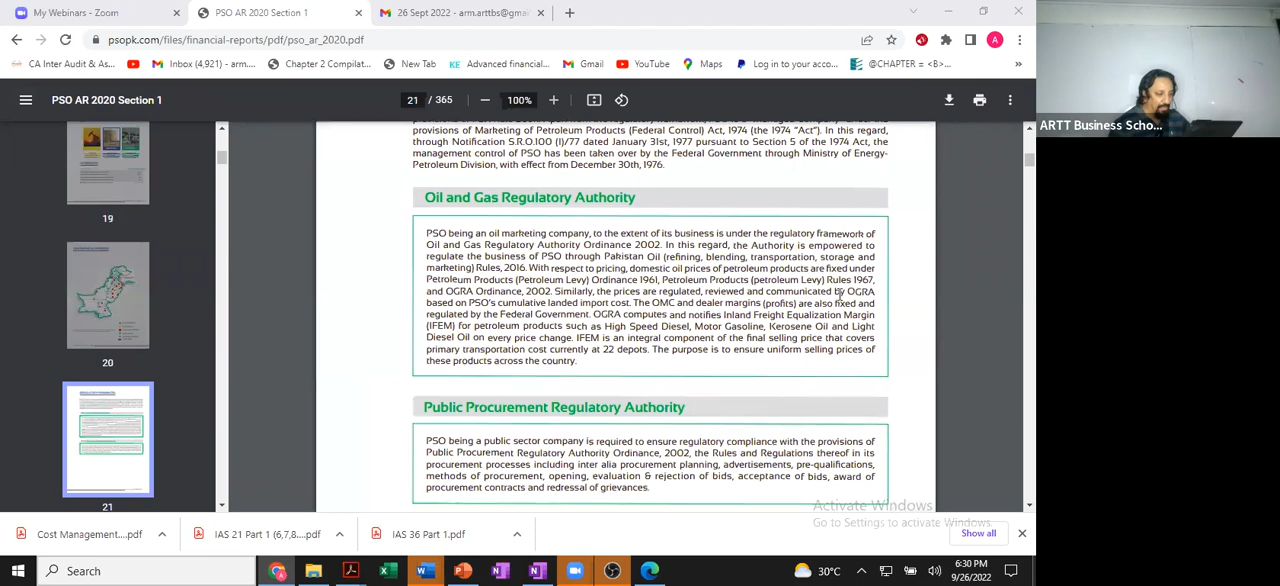 My Webinars - Zoom
PSO AR 2020 Section 1
26 Sept 2022 - arm.arttbs@gma
psopk.com/files/financial-reports/pdf/pso_ar_2020.pdf
A
CA Inter Audit & As...
Inbox (4,921) - arm....
Chapter 2 Compilat...
New Tab
KE Advanced financial...
Gmail
YouTube
Maps
Log in to your acco...
@CHAPTER = <B>...
»
PSO AR 2020 Section 1
21 / 365
100%
ARTT Business Scho...
provisions of Marketing of Petroleum Products (Federal Control) Act, 1974 (the 1974 "Act"). In this regard,
through Notification S.R.O.100 (I)/77 dated January 31st, 1977 pursuant to Section 5 of the 1974 Act, the
management control of PSO has been taken over by the Federal Government through Ministry of Energy-
Petroleum Division, with effect from December 30th, 1976.
19
Oil and Gas Regulatory Authority
PSO being an oil marketing company, to the extent of its business is under the regulatory framework of
Oil and Gas Regulatory Authority Ordinance 2002. In this regard, the Authority is empowered to
regulate the business of PSO through Pakistan Oil (refining, blending, transportation, storage and
marketing) Rules, 2016. With respect to pricing, domestic oil prices of petroleum products are fixed under
Petroleum Products (Petroleum Levy) Ordinance 1961, Petroleum Products (petroleum Levy) Rules 1967,
and OGRA Ordinance, 2002. Similarly, the prices are regulated, reviewed and communicated by OGRA
based on PSO's cumulative landed import cost. The OMC and dealer margins (profits) are also fixed and
regulated by the Federal Government. OGRA computes and notifies Inland Freight Equalization Margin
(IFEM) for petroleum products such as High Speed Diesel, Motor Gasoline, Kerosene Oil and Light
Diesel Oil on every price change. IFEM is an integral component of the final selling price that covers
primary transportation cost currently at 22 depots. The purpose is to ensure uniform selling prices of
these products across the country.
20
Public Procurement Regulatory Authority
PSO being a public sector company is required to ensure regulatory compliance with the provisions of
Public Procurement Regulatory Authority Ordinance, 2002, the Rules and Regulations thereof in its
procurement processes including inter alia procurement planning, advertisements, pre-qualifications,
methods of procurement, opening, evaluation & rejection of bids, acceptance of bids, award of
procurement contracts and redressal of grievances.
21
Activate Windows
Go to Settings to activate Windows.
Cost Management....pdf
IAS 21 Part 1 (6,7,8....pdf
IAS 36 Part 1.pdf
Show all
Search
30°C
6:30 PM
9/26/2022